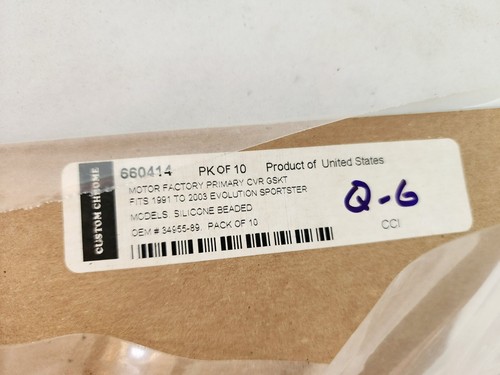 CUSTOM CHROME
660414 PK OF 10 Product of United States
MOTOR FACTORY PRIMARY CVR GSKT
FITS 1991 TO 2003 EVOLUTION SPORTSTER
MODELS. SILICONE BEADED
OEM # 34955-89. PACK OF 10
Q-6
CCI